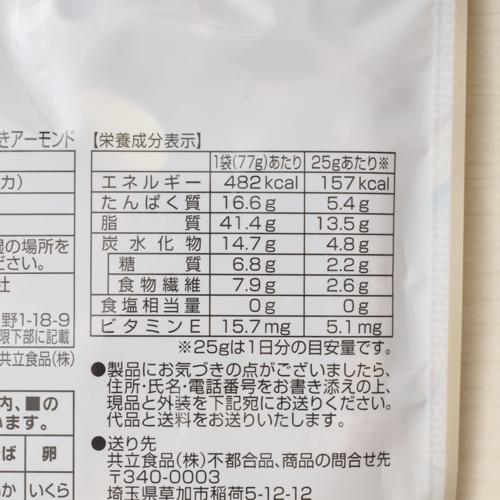 きアーモンド
【栄養成分表示】
1袋(77g)あたり 25gあたり※
カ)
エネルギー 482kcal 157kcal
たんぱく質 16.6g 5.4g
脂質 41.4g 13.5g
炭水化物 14.7g 4.8g
糖質 6.8g 2.2g
食物繊維 7.9g 2.6g
食塩相当量 0g 0g
ビタミンE 15.7mg 5.1mg
※25gは1日分の目安量です。
湿の場所を
ださい。
社
野1-18-9
限下部に記載
共立食品(株)
内、■の
います。
ば 卵
か いくら
●製品にお気づきの点がございましたら、
住所・氏名・電話番号をお書き添えの上、
現品と外装を下記宛にお送りください。
代品と送料をお送りいたします。
●送り先
共立食品(株)不都合品、商品の問合せ先
〒340-0003
埼玉県草加市稲荷5-12-12